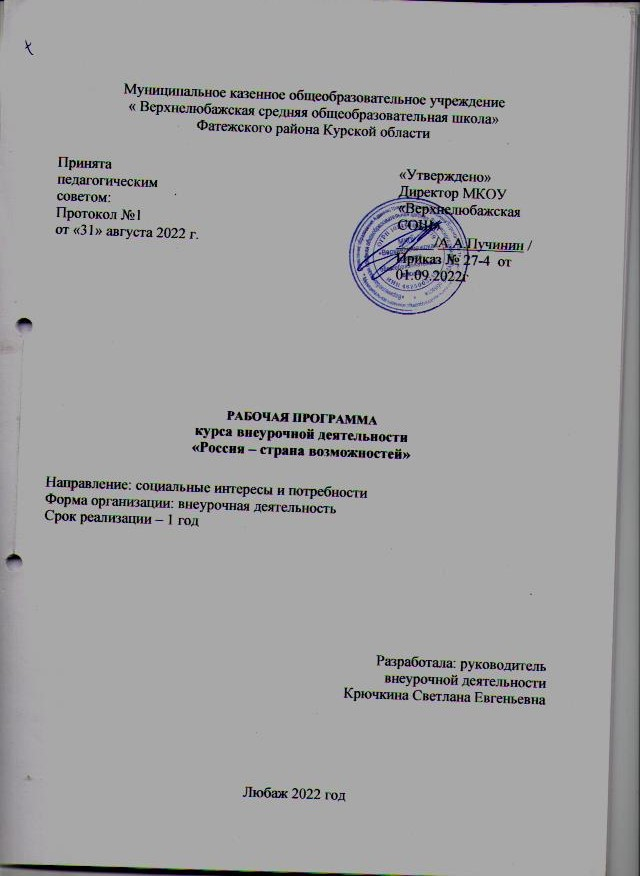 Муниципальное казенное общеобразовательное учреждение
« Верхнелюбажская средняя общеобразовательная школа»
Фатежского района Курской области
Принята
педагогическим
советом:
Протокол №1
от «31» августа 2022 г.
«Утверждено»
Директор МКОУ
«Верхнелюбажская
СОШ»
/А.А.Пучинин /
Приказ № 27-4 от
01.09.2022г
РАБОЧАЯ ПРОГРАММА
курса внеурочной деятельности
«Россия – страна возможностей»
Направление: социальные интересы и потребности
Форма организации: внеурочная деятельность
Срок реализации – 1 год
Разработала: руководитель
внеурочной деятельности
Крючкина Светлана Евгеньевна
Любаж 2022 год